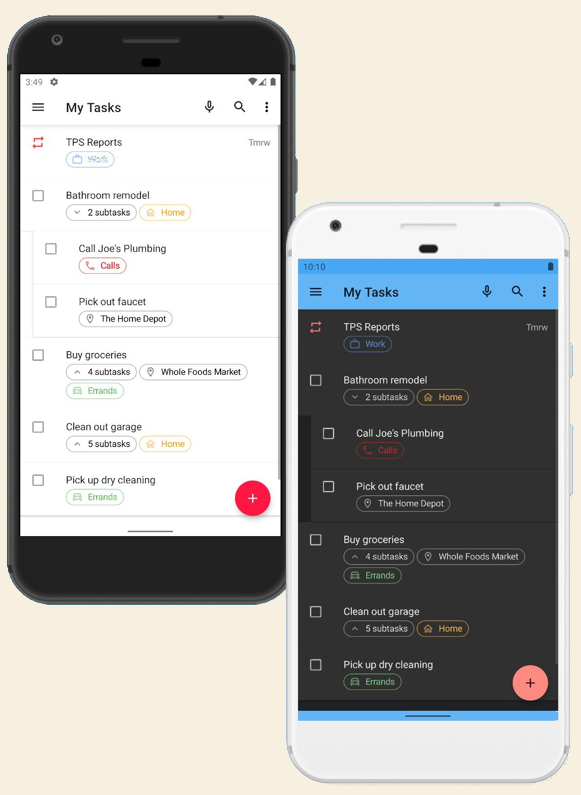 3:49
My Tasks
TPS Reports Tmrw
Work
Bathroom remodel
2 subtasks Home
Call Joe's Plumbing
Calls
Pick out faucet
The Home Depot
Buy groceries
4 subtasks Whole Foods Market
Errands
Clean out garage
5 subtasks Home
Pick up dry cleaning
Errands
+
10:10
My Tasks
TPS Reports Tmrw
Work
Bathroom remodel
2 subtasks Home
Call Joe's Plumbing
Calls
Pick out faucet
The Home Depot
Buy groceries
4 subtasks Whole Foods Market
Errands
Clean out garage
5 subtasks Home
Pick up dry cleaning
Errands
+